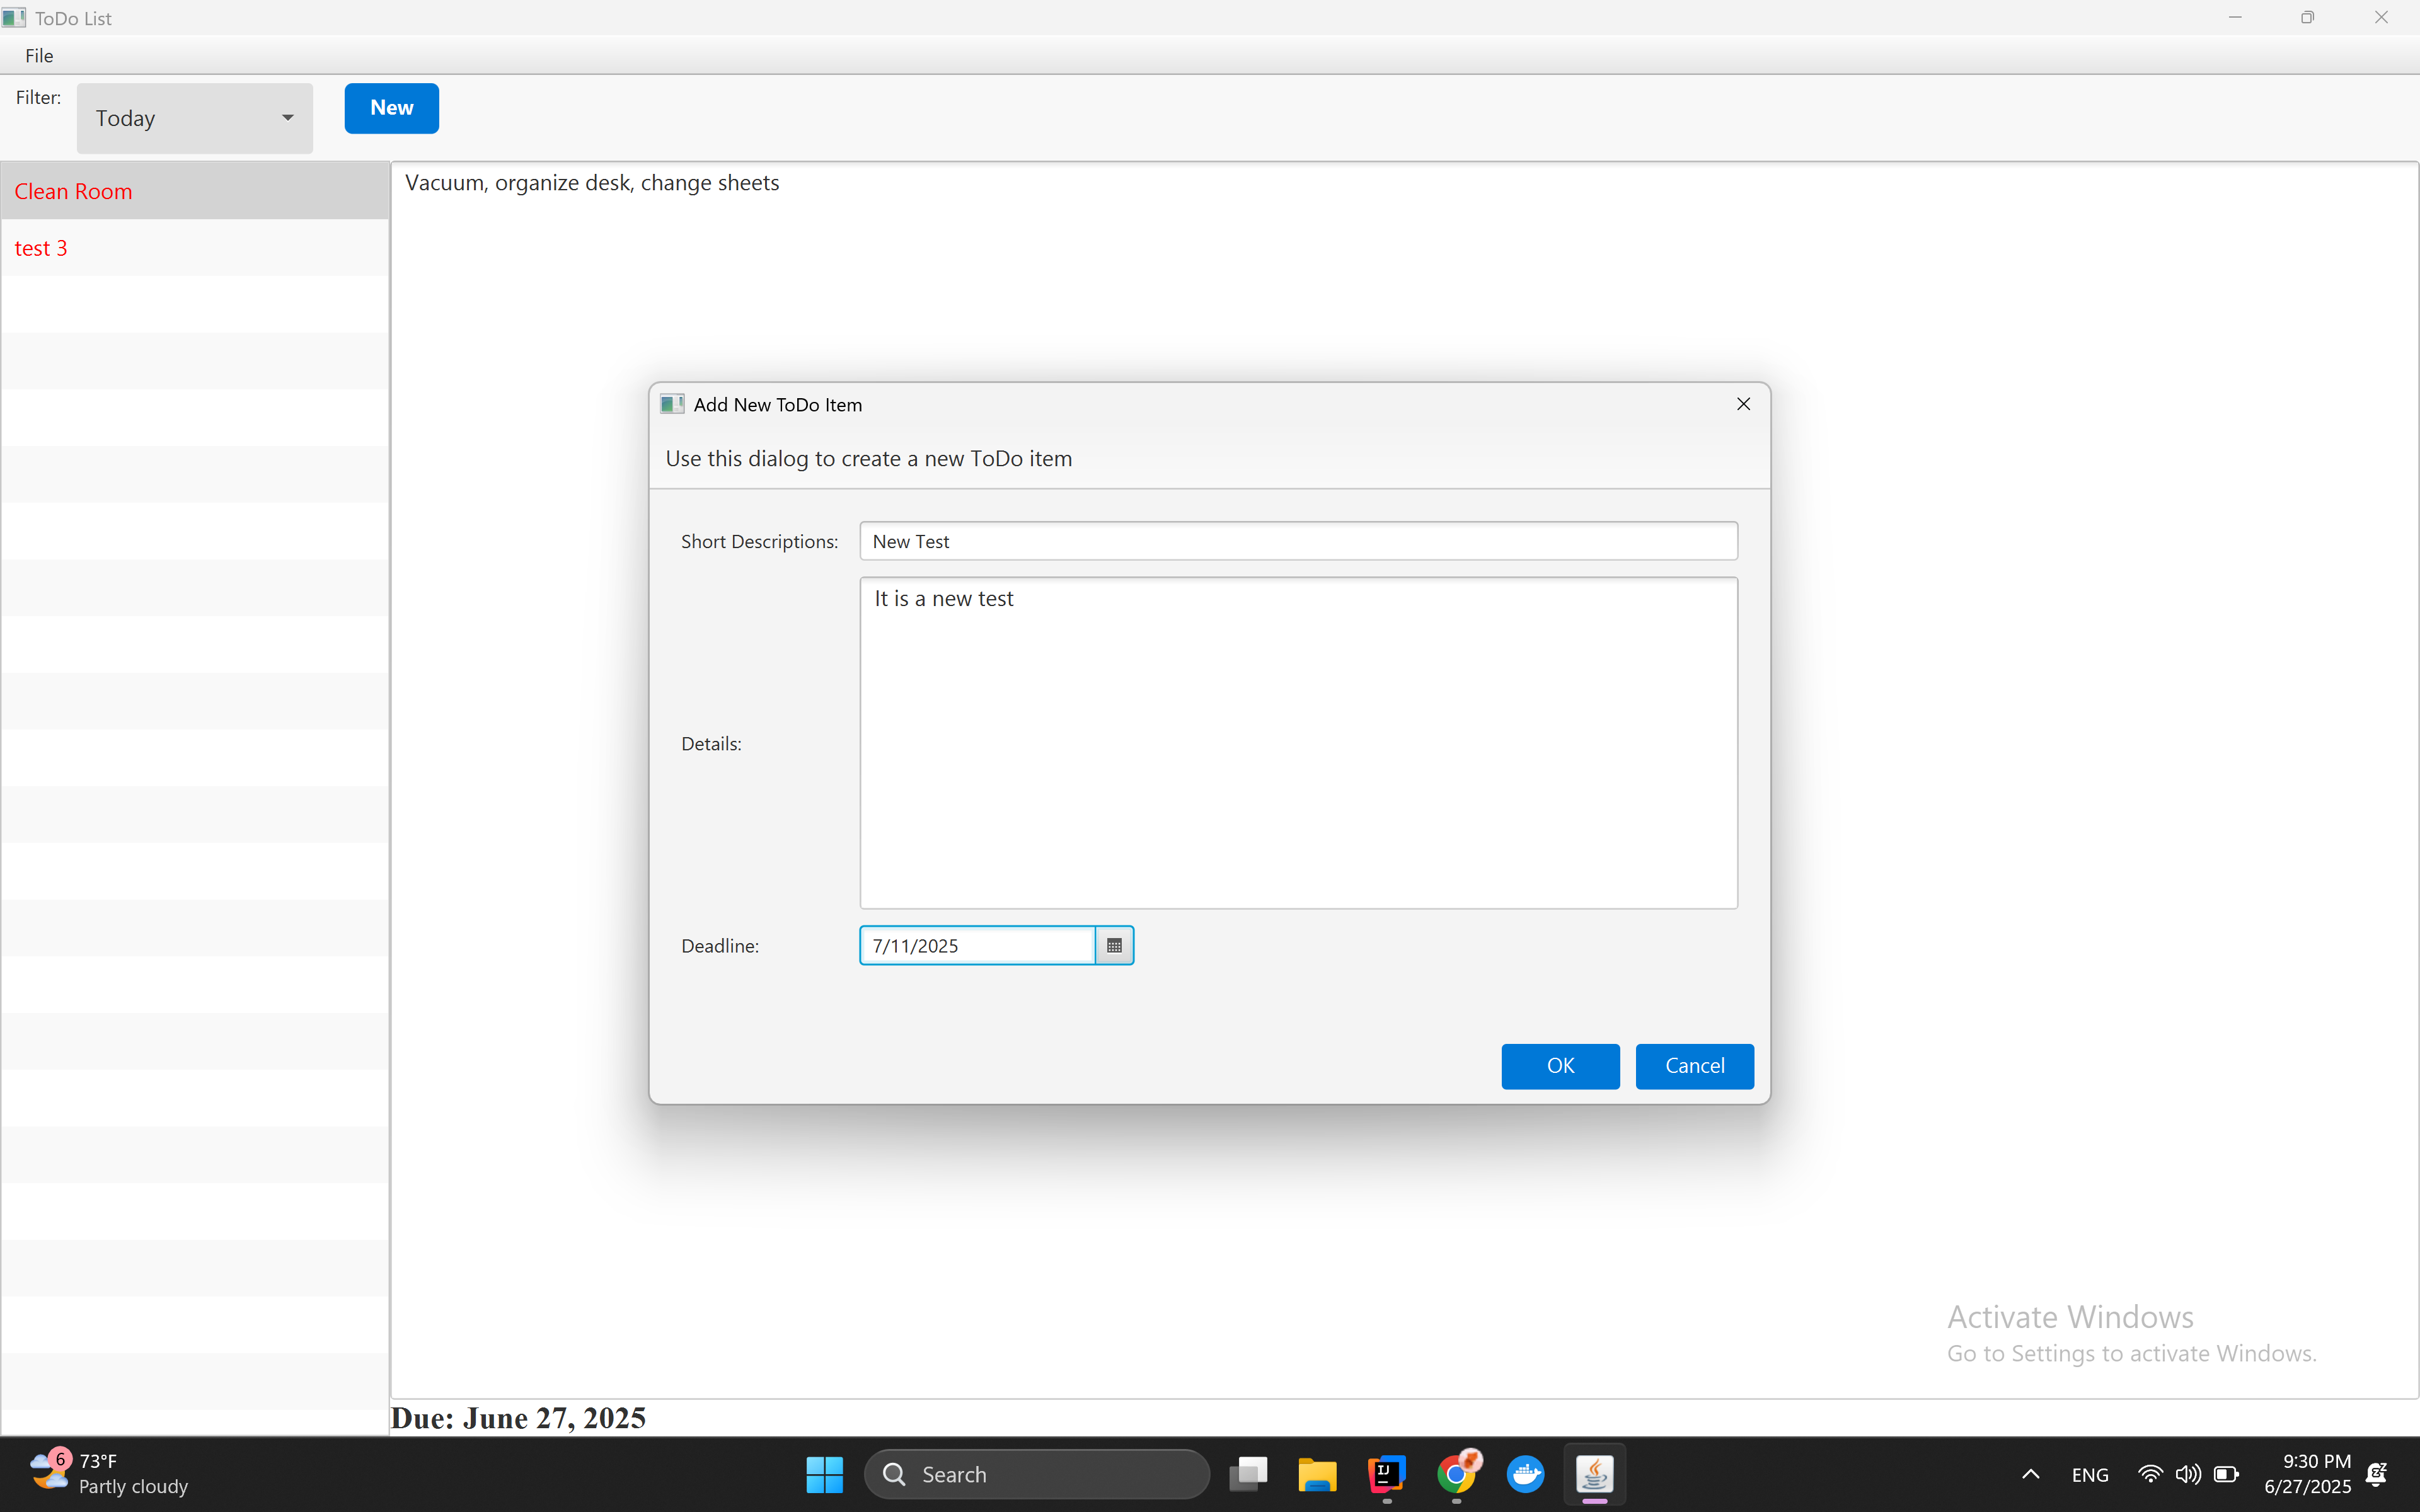 ToDo List
File
Filter:
Today
New
Clean Room
test 3
Vacuum, organize desk, change sheets
Add New ToDo Item
Use this dialog to create a new ToDo item
Short Descriptions:
New Test
It is a new test
Details:
Deadline:
7/11/2025
OK
Cancel
Activate Windows
Go to Settings to activate Windows.
Due: June 27, 2025
6
73°F
Partly cloudy
Search
IJ
ENG
9:30 PM
6/27/2025